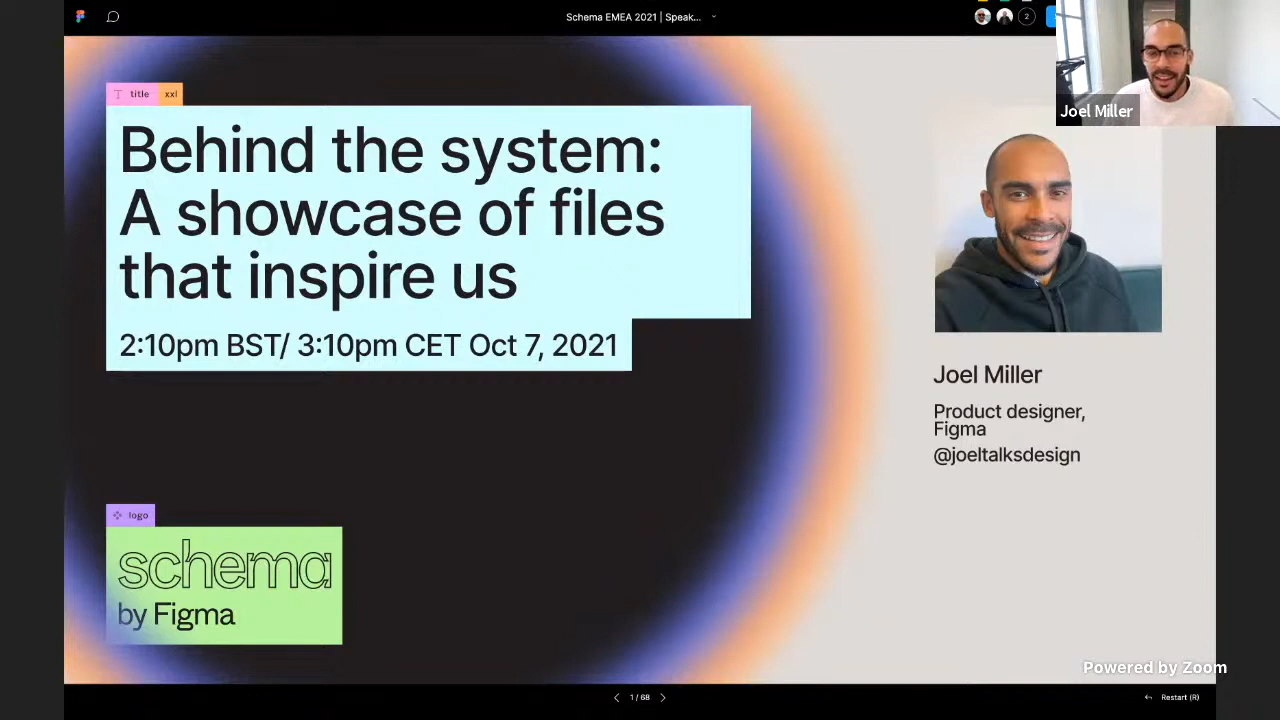 Schema EMEA 2021 | Speak...
2
Joel Miller
title xxl
Behind the system:
A showcase of files
that inspire us
2:10pm BST/ 3:10pm CET Oct 7, 2021
Joel Miller
Product designer,
Figma
@joeltalksdesign
logo
schema
by Figma
Powered by Zoom
1 / 68
Restart (R)